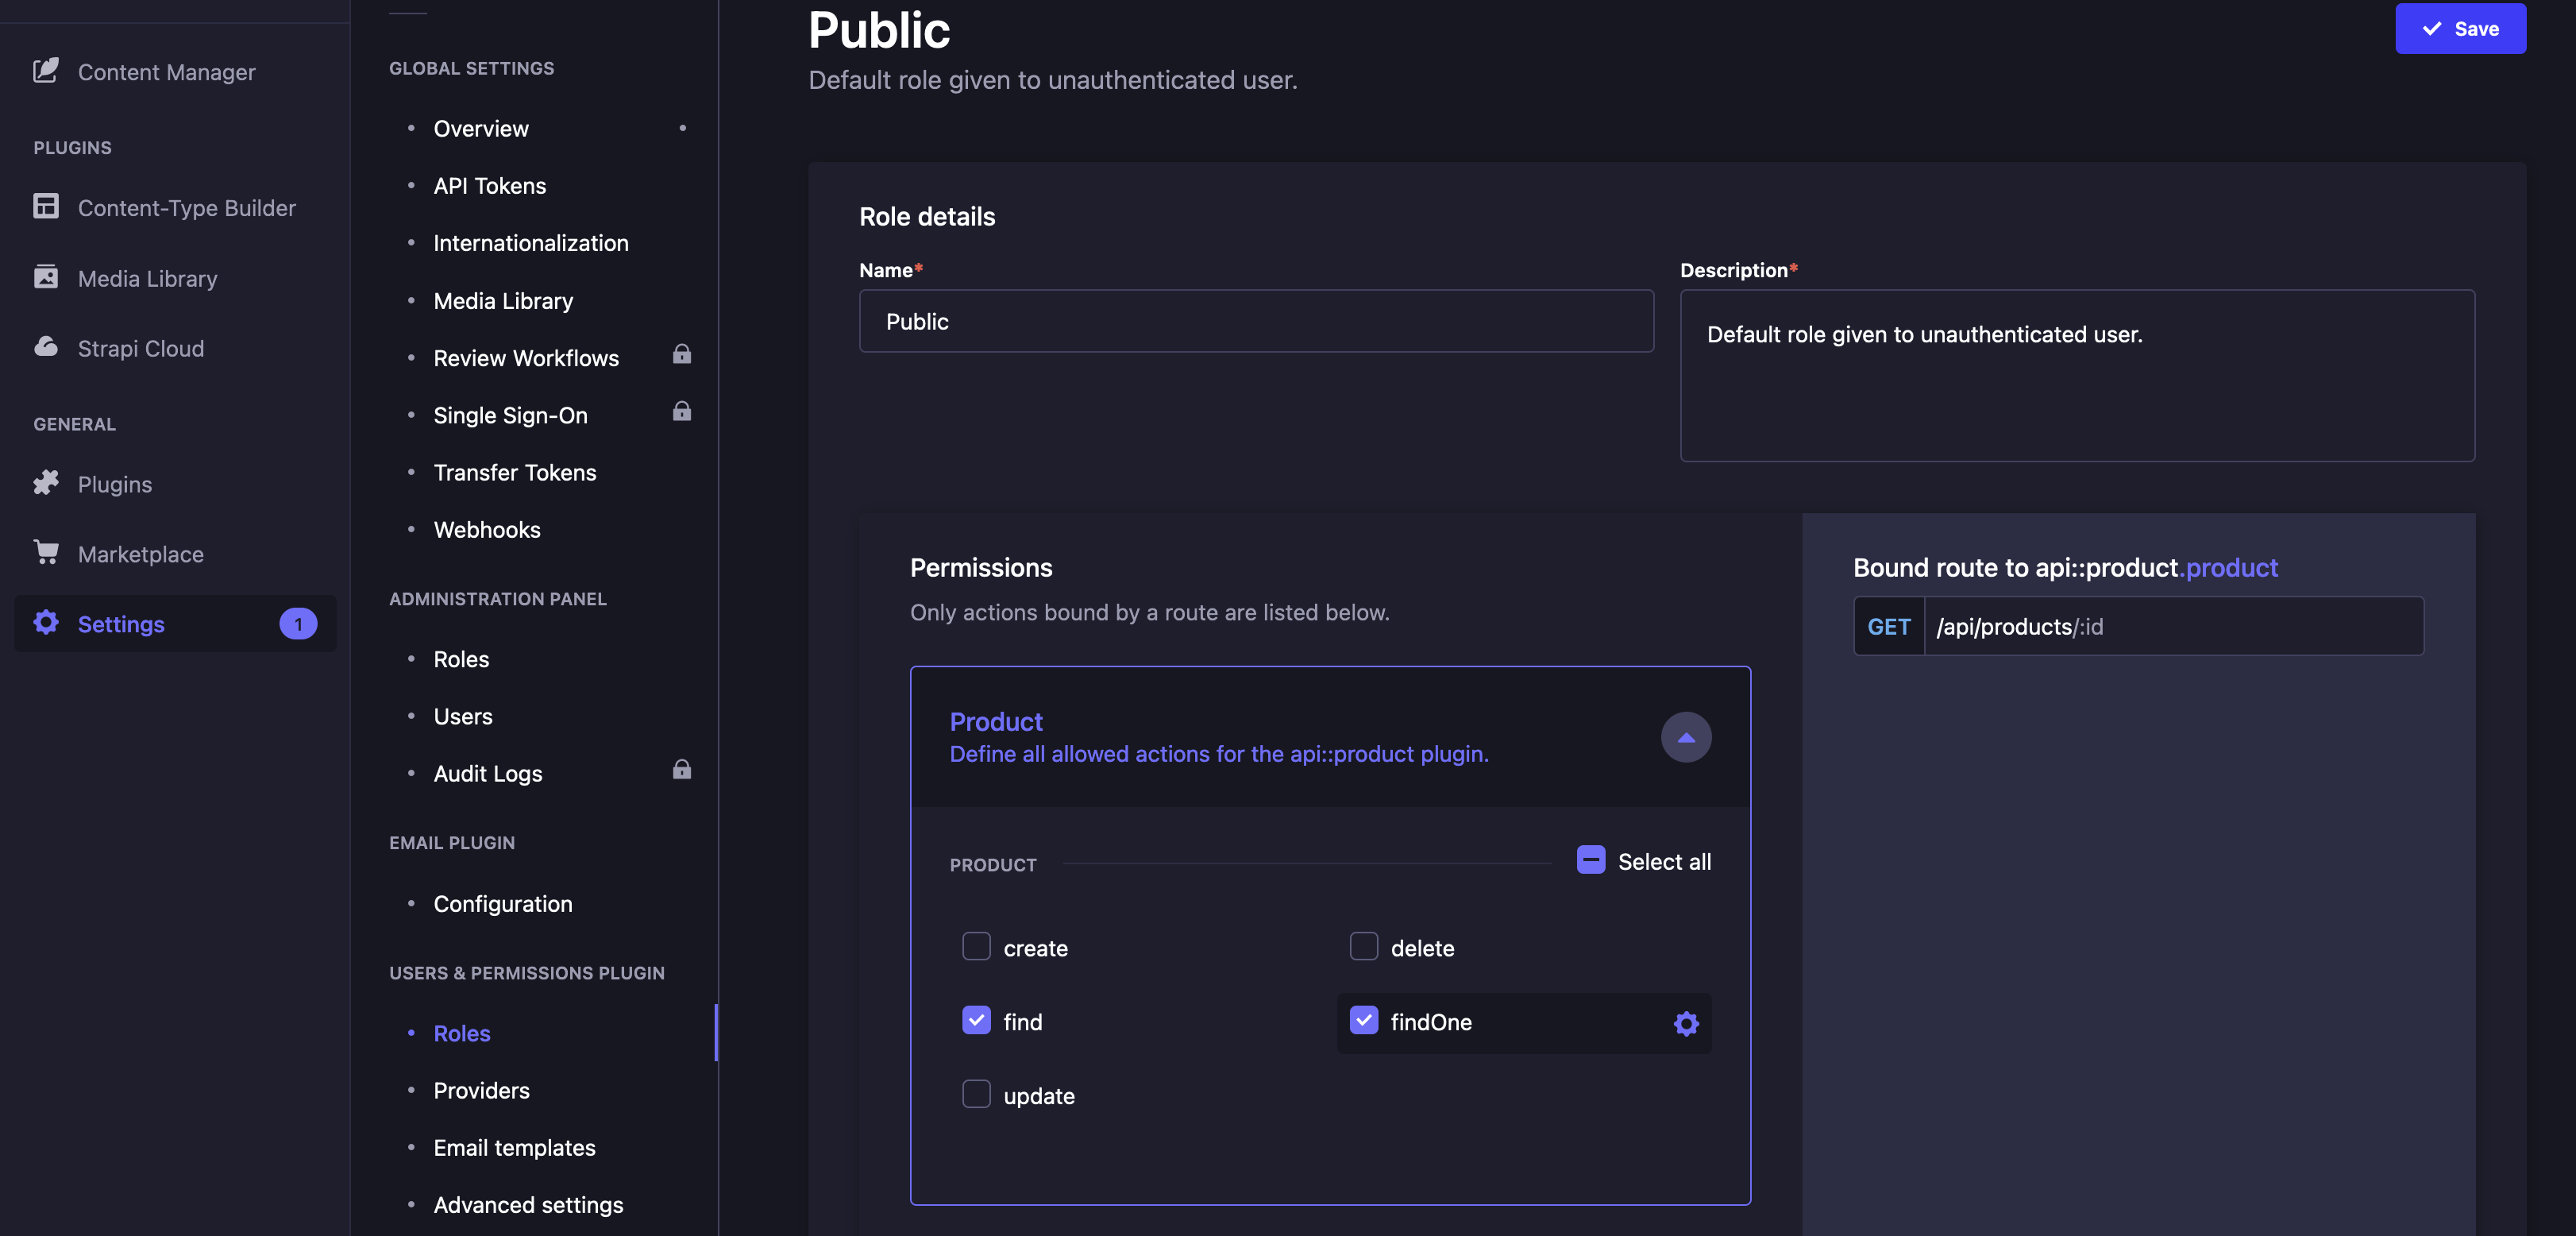 Content Manager
PLUGINS
Content-Type Builder
Media Library
Strapi Cloud
GENERAL
Plugins
Marketplace
Settings
1
GLOBAL SETTINGS
Overview
API Tokens
Internationalization
Media Library
Review Workflows
Single Sign-On
Transfer Tokens
Webhooks
ADMINISTRATION PANEL
Roles
Users
Audit Logs
EMAIL PLUGIN
Configuration
USERS & PERMISSIONS PLUGIN
Roles
Providers
Email templates
Advanced settings
Public
Save
Default role given to unauthenticated user.
Role details
Name*
Public
Description*
Default role given to unauthenticated user.
Permissions
Only actions bound by a route are listed below.
Product
Define all allowed actions for the api::product plugin.
PRODUCT
Select all
create
delete
find
findOne
update
Bound route to api::product.product
GET /api/products/:id